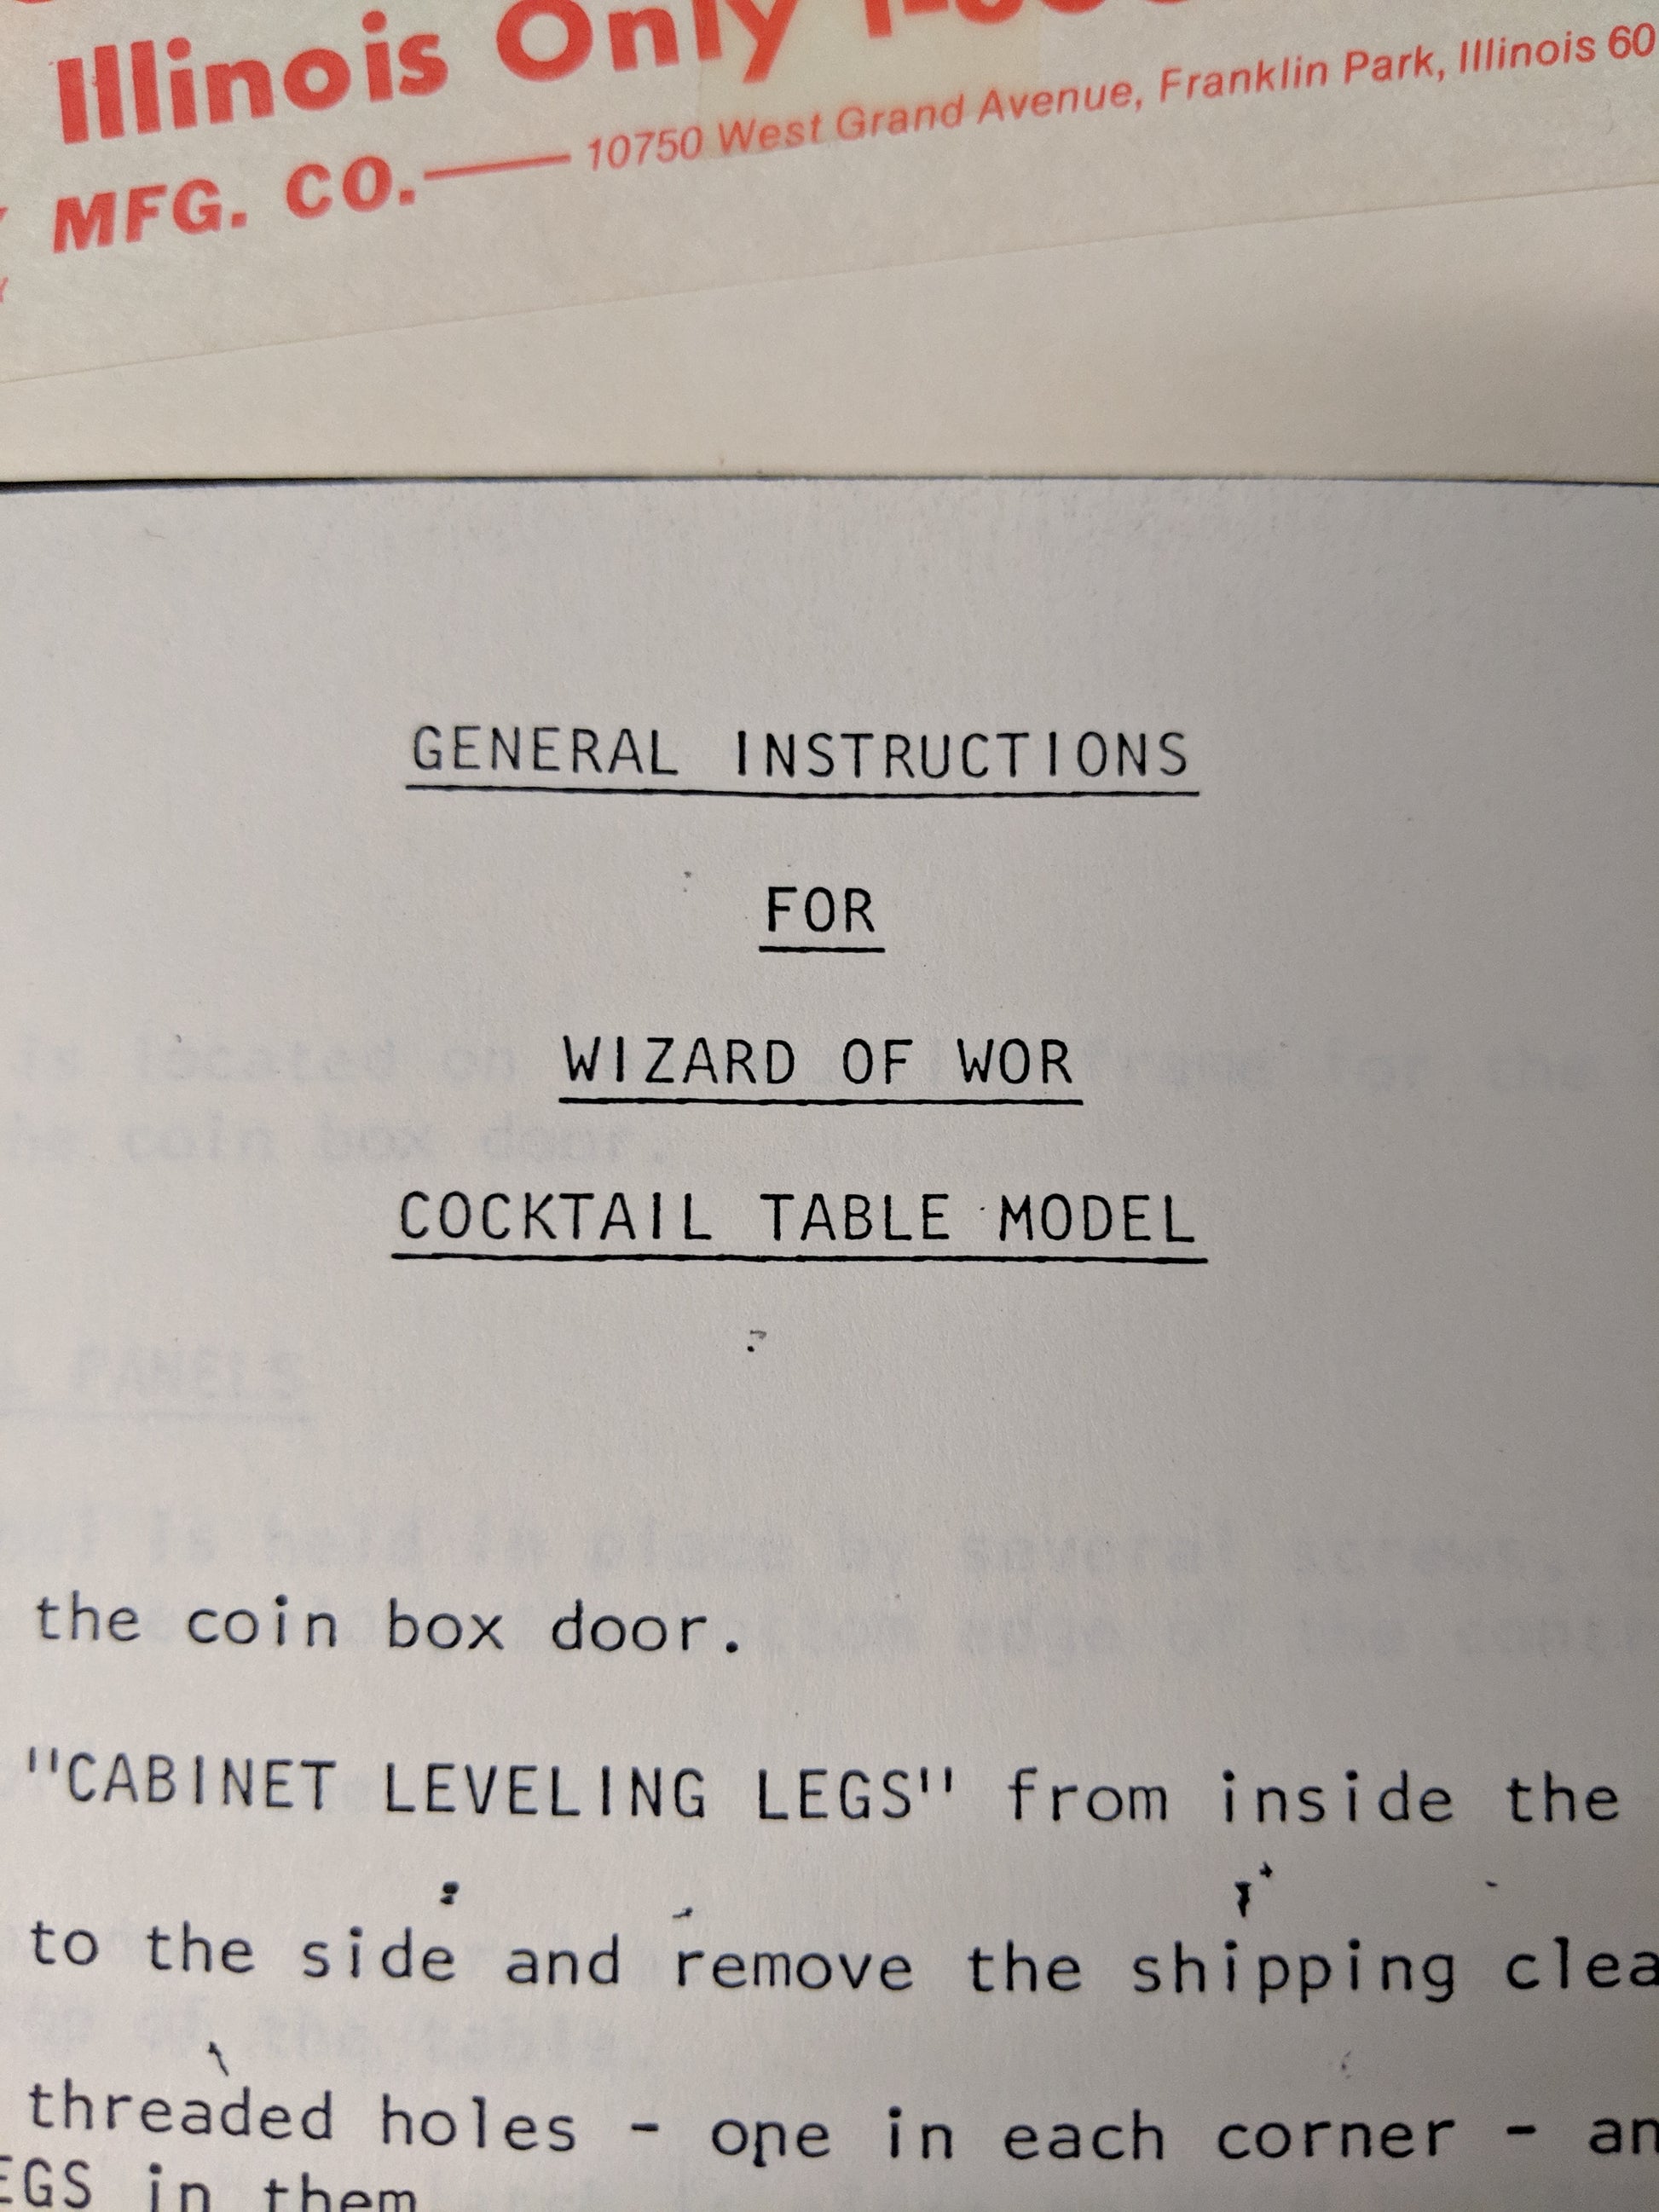 Illinois Only
MFG. CO. 10750 West Grand Avenue, Franklin Park, Illinois 60
GENERAL INSTRUCTIONS
FOR
WIZARD OF WOR
COCKTAIL TABLE MODEL
the coin box door.
"CABINET LEVELING LEGS" from inside the
to the side and remove the shipping clea
threaded holes - one in each corner - an
EGS in them